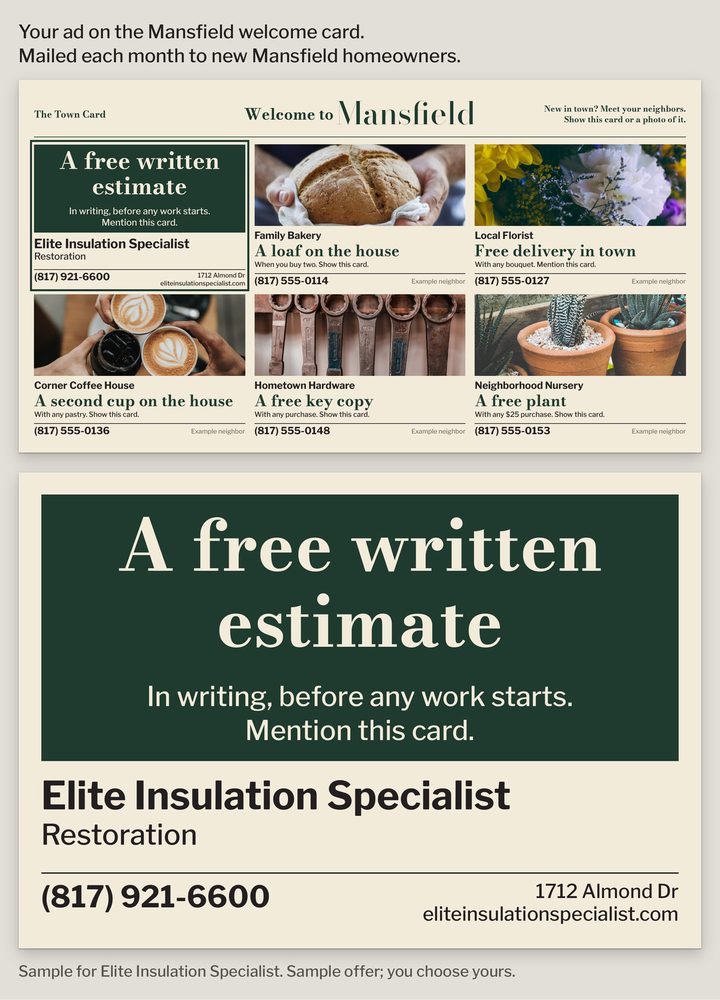 Your ad on the Mansfield welcome card.
Mailed each month to new Mansfield homeowners.
The Town Card
Welcome to Mansfield
New in town? Meet your neighbors.
Show this card or a photo of it.
A free written
estimate
In writing, before any work starts.
Mention this card.
Elite Insulation Specialist
Restoration
(817) 921-6600
1712 Almond Dr
eliteinsulationspecialist.com
Family Bakery
A loaf on the house
When you buy two. Show this card.
(817) 555-0114
Example neighbor
Local Florist
Free delivery in town
With any bouquet. Mention this card.
(817) 555-0127
Example neighbor
Corner Coffee House
A second cup on the house
With any pastry. Show this card.
(817) 555-0136
Example neighbor
Hometown Hardware
A free key copy
With any purchase. Show this card.
(817) 555-0148
Example neighbor
Neighborhood Nursery
A free plant
With any $25 purchase. Show this card.
(817) 555-0153
Example neighbor
A free written
estimate
In writing, before any work starts.
Mention this card.
Elite Insulation Specialist
Restoration
(817) 921-6600
1712 Almond Dr
eliteinsulationspecialist.com
Sample for Elite Insulation Specialist. Sample offer; you choose yours.